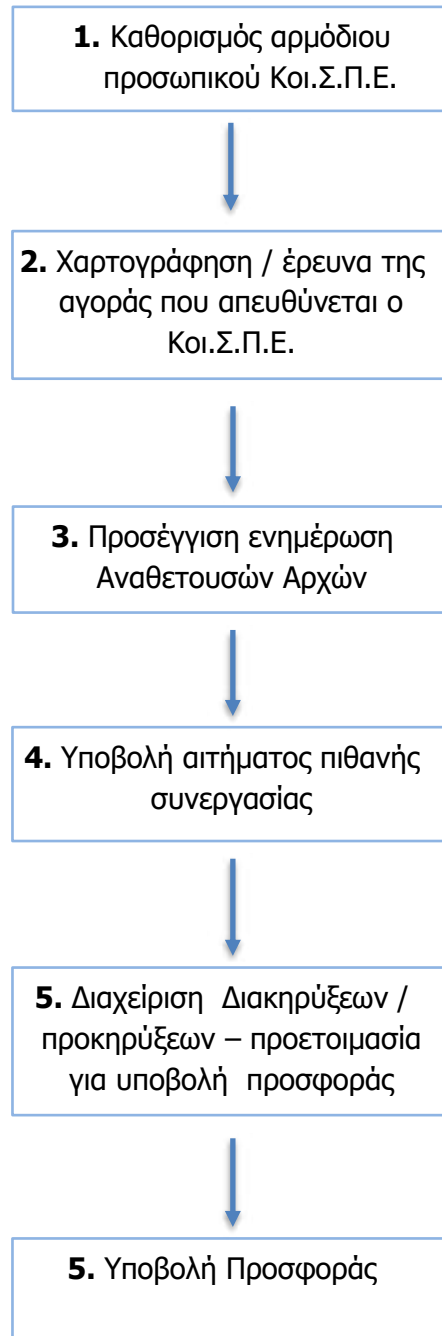 1. Καθορισμός αρμόδιου
προσωπικού Κοι.Σ.Π.Ε.
2. Χαρτογράφηση / έρευνα της
αγοράς που απευθύνεται ο
Κοι.Σ.Π.Ε.
3. Προσέγγιση ενημέρωση
Αναθετουσών Αρχών
4. Υποβολή αιτήματος πιθανής
συνεργασίας
5. Διαχείριση Διακηρύξεων /
προκηρύξεων – προετοιμασία
για υποβολή προσφοράς
5. Υποβολή Προσφοράς